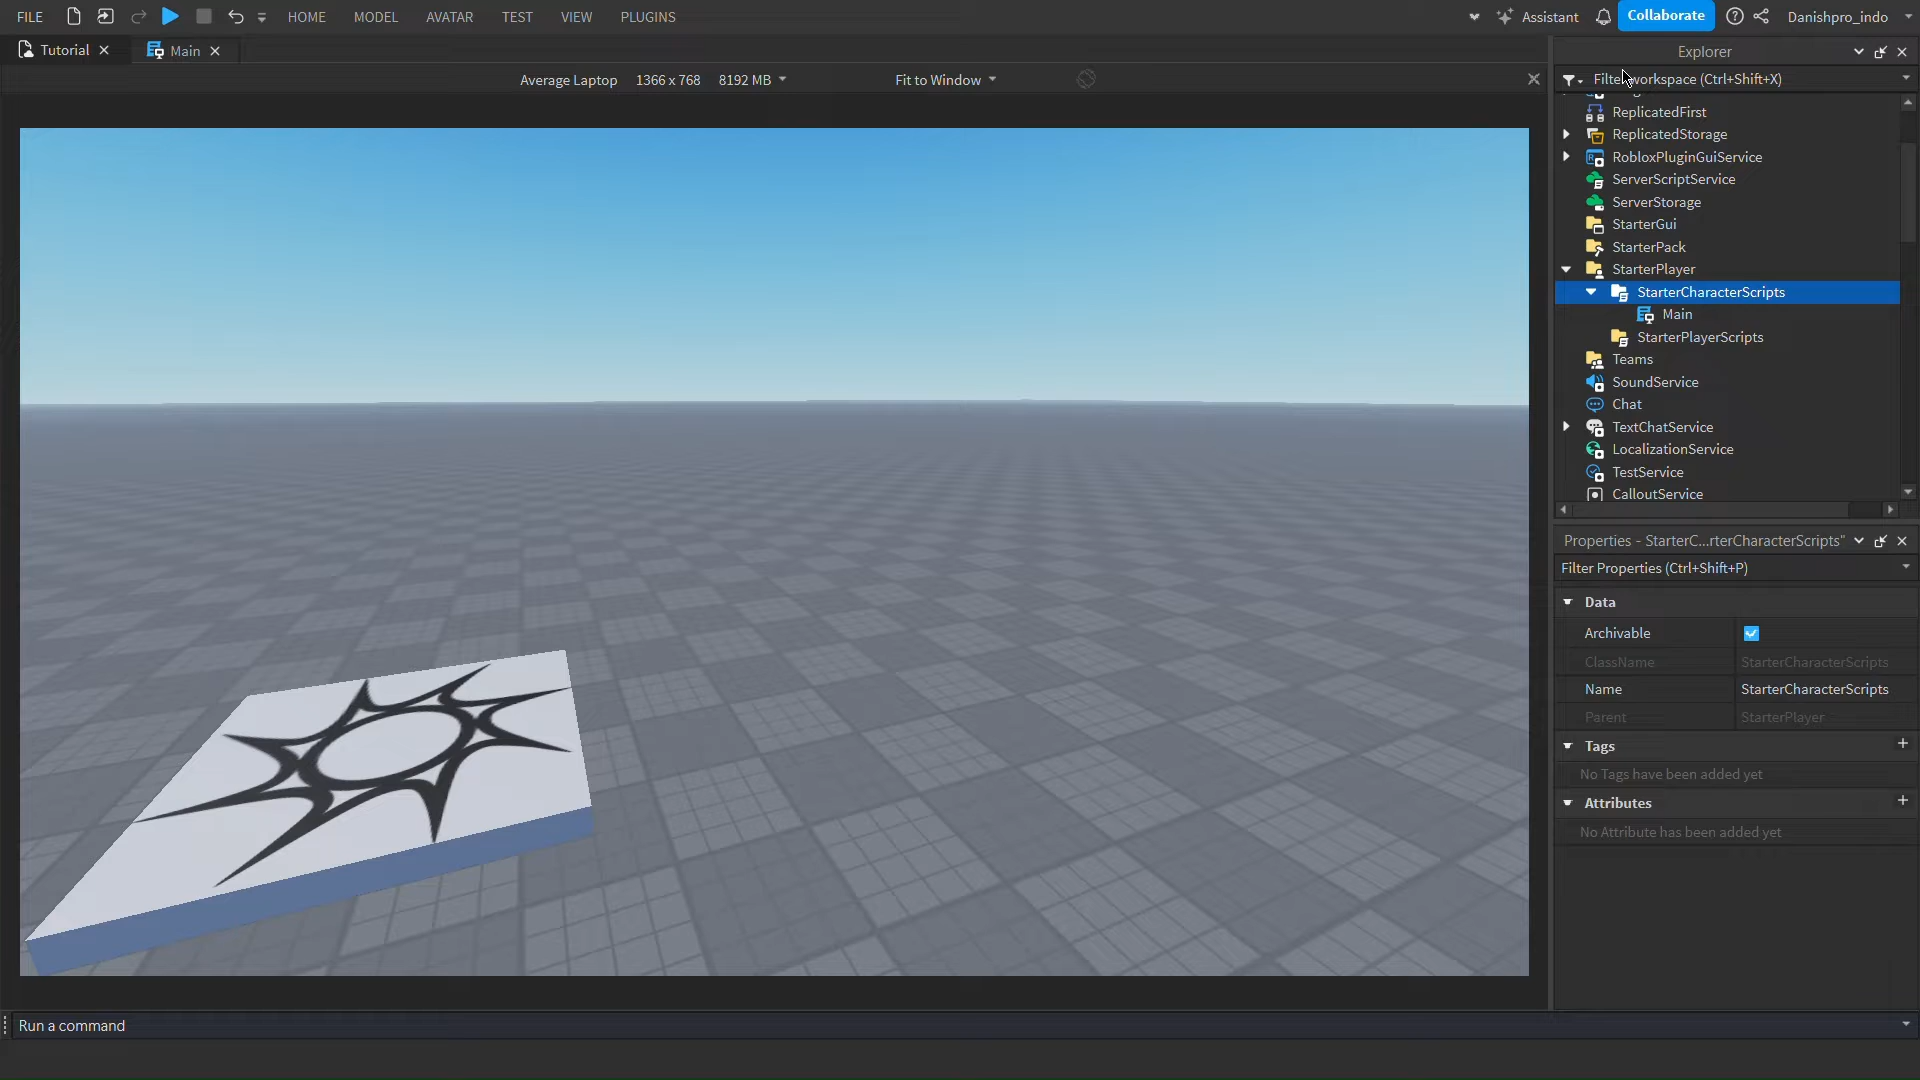 FILE
HOME
MODEL
AVATAR
TEST
VIEW
PLUGINS
Assistant
Collaborate
Danishpro_indo
Tutorial
Main
Average Laptop 1366 x 768 8192 MB
Fit to Window
Explorer
Filter workspace (Ctrl+Shift+X)
ReplicatedFirst
ReplicatedStorage
RobloxPluginGuiService
ServerScriptService
ServerStorage
StarterGui
StarterPack
StarterPlayer
StarterCharacterScripts
Main
StarterPlayerScripts
Teams
SoundService
Chat
TextChatService
LocalizationService
TestService
CalloutService
Properties - StarterC...rterCharacterScripts"
Filter Properties (Ctrl+Shift+P)
Data
Archivable
ClassName StarterCharacterScripts
Name StarterCharacterScripts
Parent StarterPlayer
Tags
No Tags have been added yet
Attributes
No Attribute has been added yet
Run a command